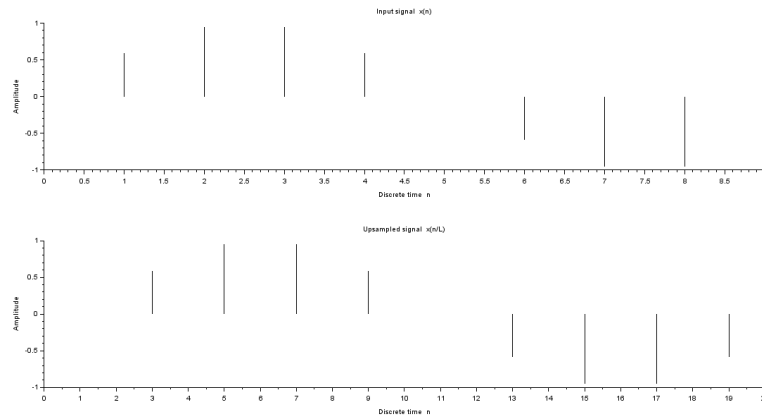 Input signal x(n)
1
0.5
0
-0.5
-1
Amplitude
0 0.5 1 1.5 2 2.5 3 3.5 4 4.5 5 5.5 6 6.5 7 7.5 8 8.5
Discrete time n
Upsampled signal x(n/L)
1
0.5
0
-0.5
-1
Amplitude
0 1 2 3 4 5 6 7 8 9 10 11 12 13 14 15 16 17 18 19
Discrete time n